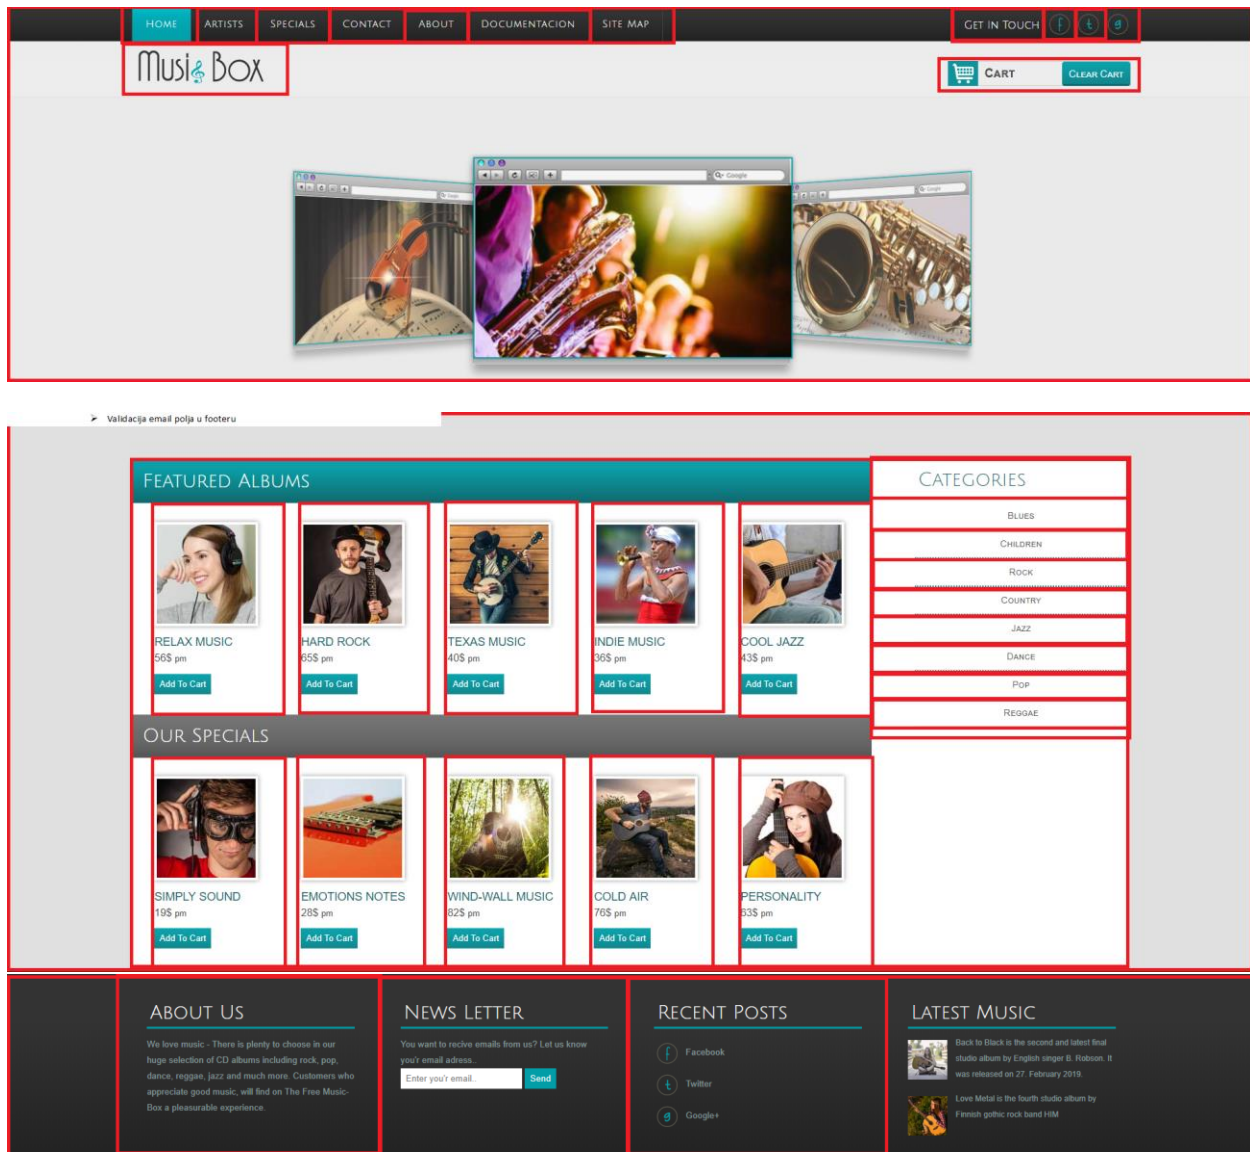 Home Artists Specials Contact About Documentacion Site Map Get in Touch f t g
Music Box
Cart Clear Cart
Google
Google
Google
➢ Validacija email polja u footeru
Featured Albums
RELAX MUSIC
56$ pm
Add To Cart
HARD ROCK
65$ pm
Add To Cart
TEXAS MUSIC
40$ pm
Add To Cart
INDIE MUSIC
36$ pm
Add To Cart
COOL JAZZ
43$ pm
Add To Cart
Categories
Blues
Children
Rock
Country
Jazz
Dance
Pop
Reggae
Our Specials
SIMPLY SOUND
19$ pm
Add To Cart
EMOTIONS NOTES
28$ pm
Add To Cart
WIND-WALL MUSIC
82$ pm
Add To Cart
COLD AIR
76$ pm
Add To Cart
PERSONALITY
63$ pm
Add To Cart
About Us
We love music - There is plenty to choose in our
huge selection of CD albums including rock, pop,
dance, reggae, jazz and much more. Customers who
appreciate good music, will find on The Free Music-
Box a pleasurable experience.
News Letter
You want to recive emails from us? Let us know
you'r email adress..
Enter you'r email.. Send
Recent Posts
f Facebook
t Twitter
g Google+
Latest Music
Back to Black is the second and latest final
studio album by English singer B. Robson. It
was released on 27. February 2019.
Love Metal is the fourth studio album by
Finnish gothic rock band HIM